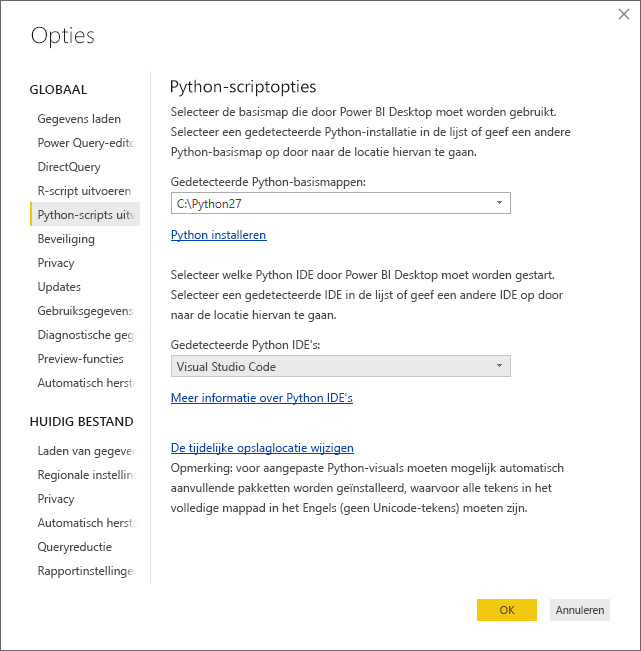 Opties
GLOBAAL
Gegevens laden
Power Query-edito
DirectQuery
R-script uitvoeren
Python-scripts uitv
Beveiliging
Privacy
Updates
Gebruiksgegevens
Diagnostische geg
Preview-functies
Automatisch herste
HUIDIG BESTAND
Laden van gegeven
Regionale instellin
Privacy
Automatisch herste
Queryreductie
Rapportinstellingen
Python-scriptopties
Selecteer de basismap die door Power BI Desktop moet worden gebruikt.
Selecteer een gedetecteerde Python-installatie in de lijst of geef een andere
Python-basismap op door naar de locatie hiervan te gaan.
Gedetecteerde Python-basismappen:
C:\Python27
Python installeren
Selecteer welke Python IDE door Power BI Desktop moet worden gestart.
Selecteer een gedetecteerde IDE in de lijst of geef een andere IDE op door
naar de locatie hiervan te gaan.
Gedetecteerde Python IDE's:
Visual Studio Code
Meer informatie over Python IDE's
De tijdelijke opslaglocatie wijzigen
Opmerking: voor aangepaste Python-visuals moeten mogelijk automatisch
aanvullende pakketten worden geïnstalleerd, waarvoor alle tekens in het
volledige mappad in het Engels (geen Unicode-tekens) moeten zijn.
OK
Annuleren